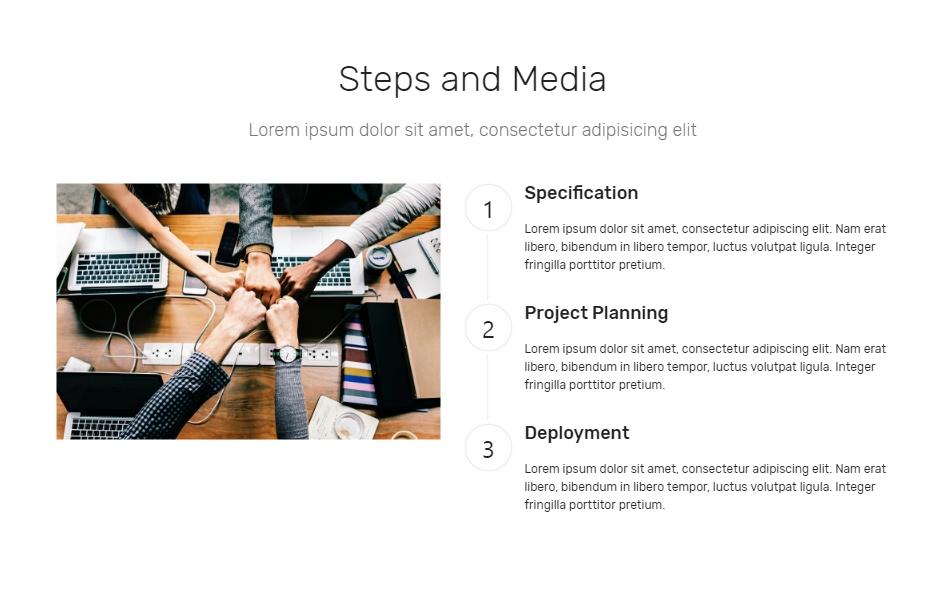 Steps and Media
Lorem ipsum dolor sit amet, consectetur adipisicing elit
1
Specification
Lorem ipsum dolor sit amet, consectetur adipiscing elit. Nam erat
libero, bibendum in libero tempor, luctus volutpat ligula. Integer
fringilla porttitor pretium.
2
Project Planning
Lorem ipsum dolor sit amet, consectetur adipiscing elit. Nam erat
libero, bibendum in libero tempor, luctus volutpat ligula. Integer
fringilla porttitor pretium.
3
Deployment
Lorem ipsum dolor sit amet, consectetur adipiscing elit. Nam erat
libero, bibendum in libero tempor, luctus volutpat ligula. Integer
fringilla porttitor pretium.